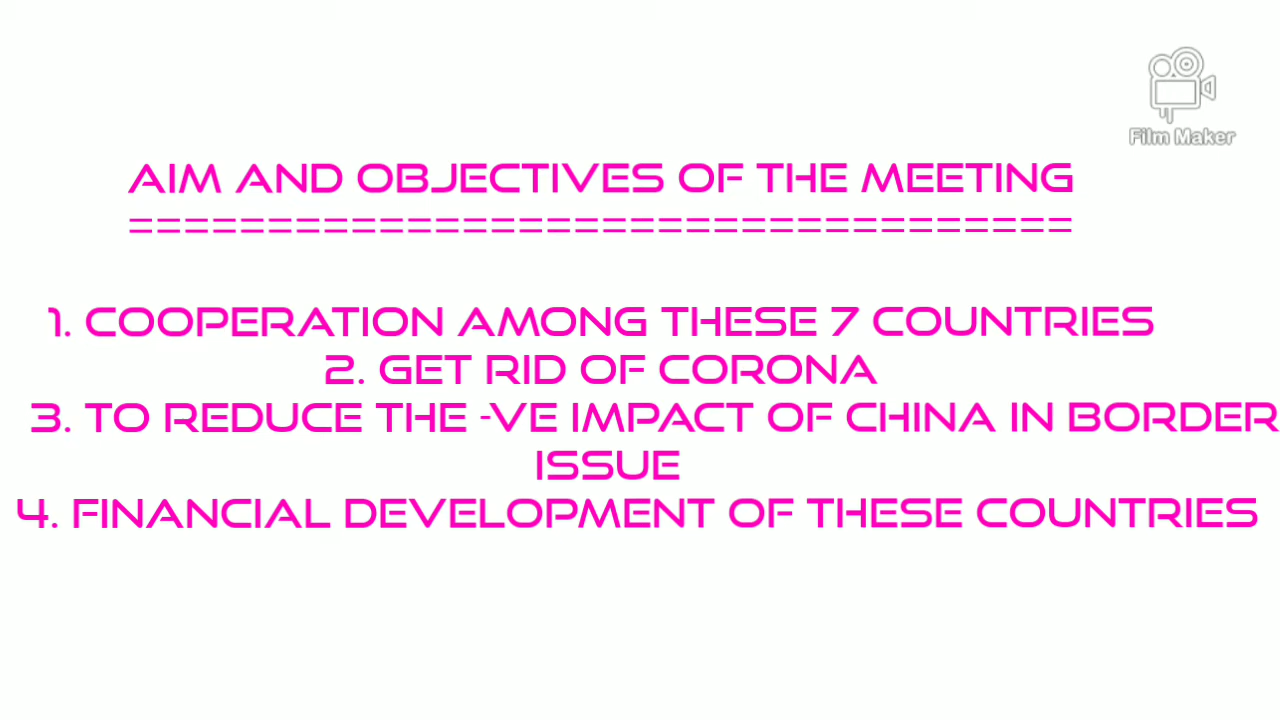 Film Maker
AIM AND OBJECTIVES OF THE MEETING
==================================
1. COOPERATION AMONG THESE 7 COUNTRIES
2. GET RID OF CORONA
3. TO REDUCE THE -VE IMPACT OF CHINA IN BORDER
ISSUE
4. FINANCIAL DEVELOPMENT OF THESE COUNTRIES